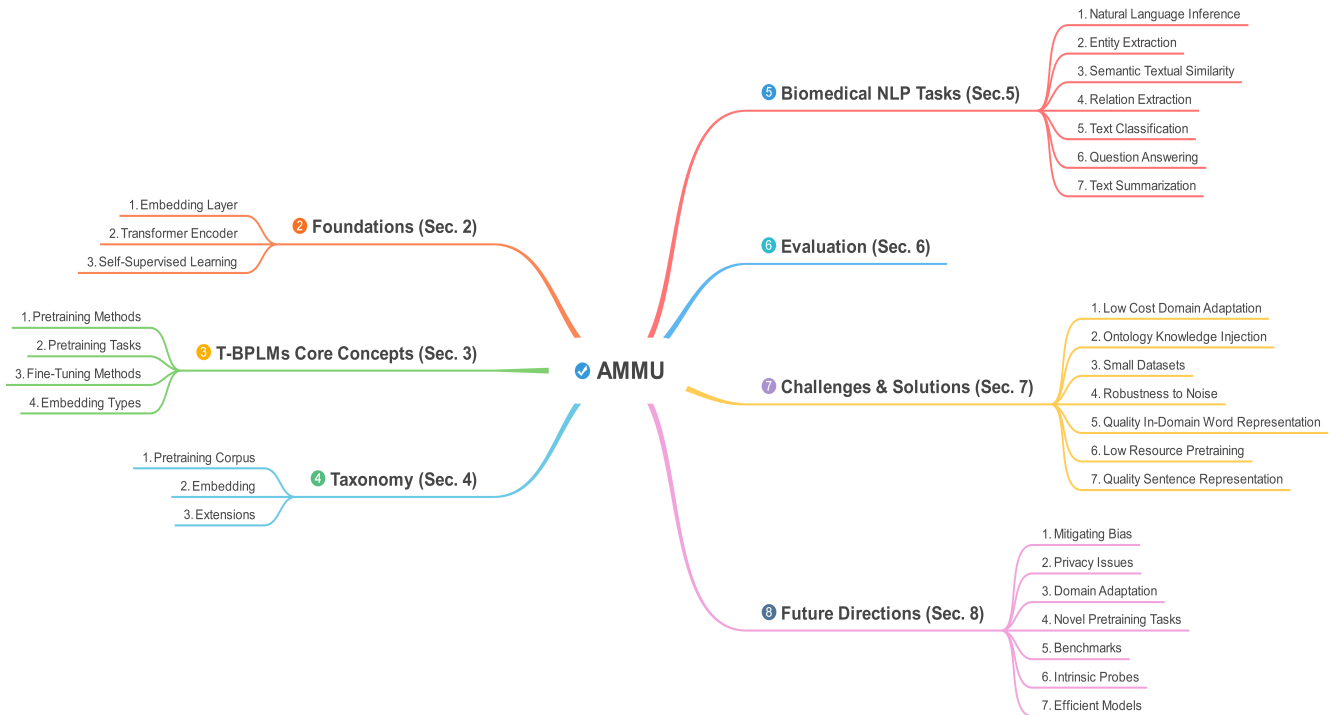 AMMU
2 Foundations (Sec. 2)
1. Embedding Layer
2. Transformer Encoder
3. Self-Supervised Learning
3 T-BPLMs Core Concepts (Sec. 3)
1. Pretraining Methods
2. Pretraining Tasks
3. Fine-Tuning Methods
4. Embedding Types
4 Taxonomy (Sec. 4)
1. Pretraining Corpus
2. Embedding
3. Extensions
5 Biomedical NLP Tasks (Sec.5)
1. Natural Language Inference
2. Entity Extraction
3. Semantic Textual Similarity
4. Relation Extraction
5. Text Classification
6. Question Answering
7. Text Summarization
6 Evaluation (Sec. 6)
7 Challenges & Solutions (Sec. 7)
1. Low Cost Domain Adaptation
2. Ontology Knowledge Injection
3. Small Datasets
4. Robustness to Noise
5. Quality In-Domain Word Representation
6. Low Resource Pretraining
7. Quality Sentence Representation
8 Future Directions (Sec. 8)
1. Mitigating Bias
2. Privacy Issues
3. Domain Adaptation
4. Novel Pretraining Tasks
5. Benchmarks
6. Intrinsic Probes
7. Efficient Models